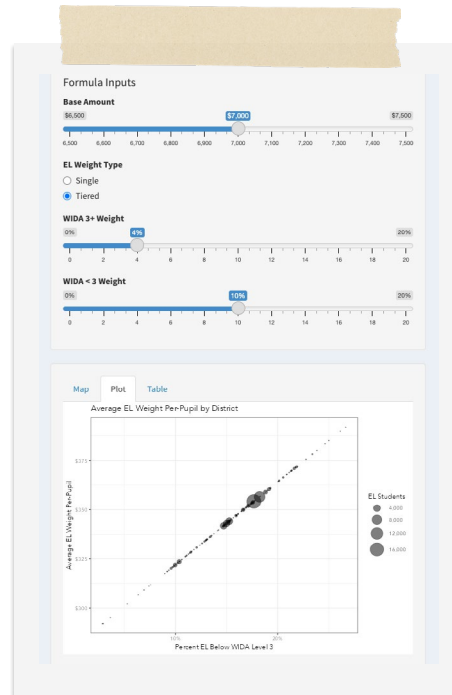 Formula Inputs
Base Amount
$6,500 $7,000 $7,500
6,500 6,600 6,700 6,800 6,900 7,000 7,100 7,200 7,300 7,400 7,500
EL Weight Type
Single
Tiered
WIDA 3+ Weight
0% 4% 20%
0 2 4 6 8 10 12 14 16 18 20
WIDA < 3 Weight
0% 10% 20%
0 2 4 6 8 10 12 14 16 18 20
Map Plot Table
Average EL Weight Per-Pupil by District
Average EL Weight Per-Pupil
$375
$350
$325
$300
10% 20%
Percent EL Below WIDA Level 3
EL Students
4,000
8,000
12,000
16,000